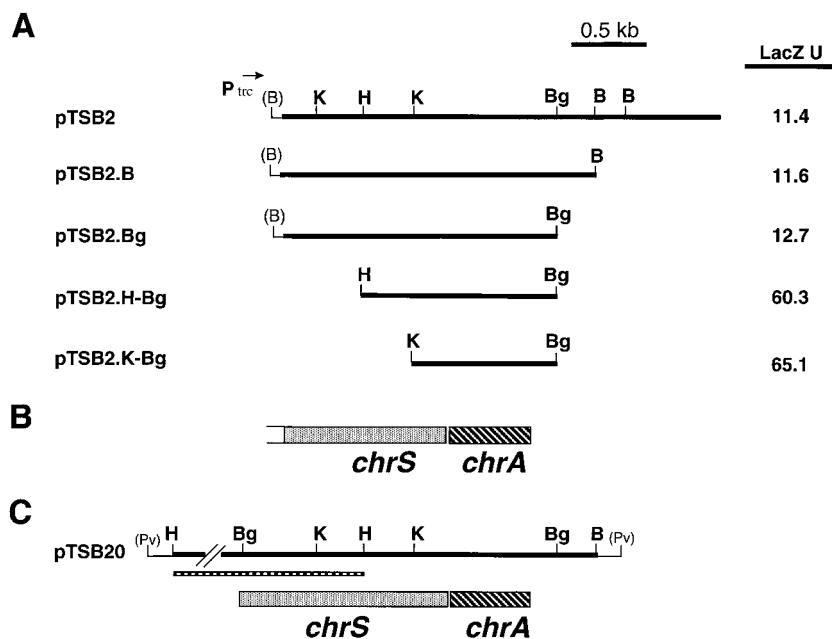 A
0.5 kb
LacZ U
P trc
(B) K H K Bg B B
pTSB2 11.4
(B) B
pTSB2.B 11.6
(B) Bg
pTSB2.Bg 12.7
H Bg
pTSB2.H-Bg 60.3
K Bg
pTSB2.K-Bg 65.1
B
chrS chrA
C
(Pv) H Bg K H K Bg B (Pv)
pTSB20
chrS chrA